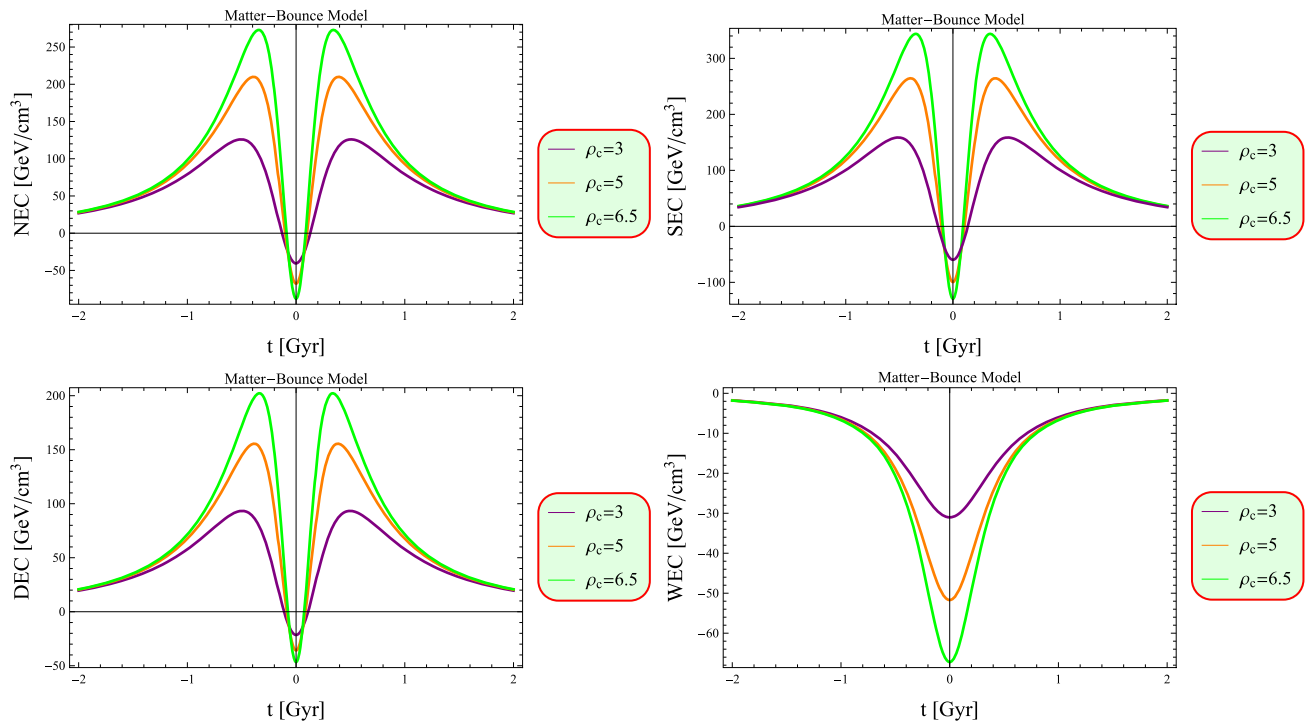 Matter−Bounce Model
NEC [GeV/cm³]
250
200
150
100
50
0
−50
−2
−1
0
1
2
t [Gyr]
ρc=3
ρc=5
ρc=6.5
Matter−Bounce Model
SEC [GeV/cm³]
300
200
100
0
−100
−2
−1
0
1
2
t [Gyr]
ρc=3
ρc=5
ρc=6.5
Matter−Bounce Model
DEC [GeV/cm³]
200
150
100
50
0
−50
−2
−1
0
1
2
t [Gyr]
ρc=3
ρc=5
ρc=6.5
Matter−Bounce Model
WEC [GeV/cm³]
0
−10
−20
−30
−40
−50
−60
−2
−1
0
1
2
t [Gyr]
ρc=3
ρc=5
ρc=6.5